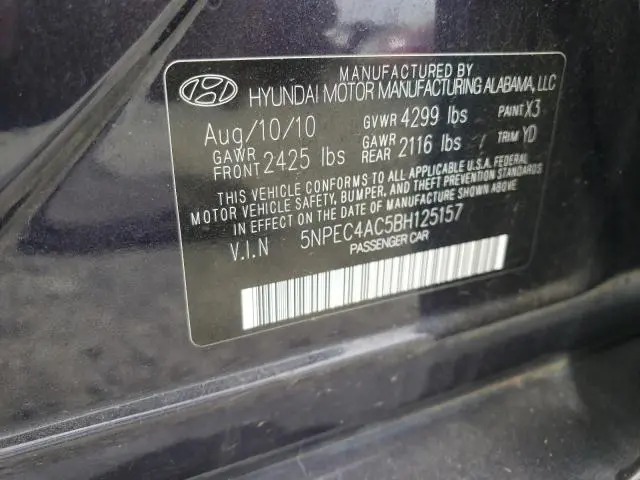 MANUFACTURED BY
HYUNDAI MOTOR MANUFACTURING ALABAMA, LLC
Aug/10/10 GVWR 4299 lbs PAINT X3
GAWR FRONT 2425 lbs GAWR REAR 2116 lbs / TRIM YD
THIS VEHICLE CONFORMS TO ALL APPLICABLE U.S.A. FEDERAL
MOTOR VEHICLE SAFETY, BUMPER, AND THEFT PREVENTION STANDARDS
IN EFFECT ON THE DATE OF MANUFACTURE SHOWN ABOVE.
V.I.N 5NPEC4AC5BH125157
PASSENGER CAR